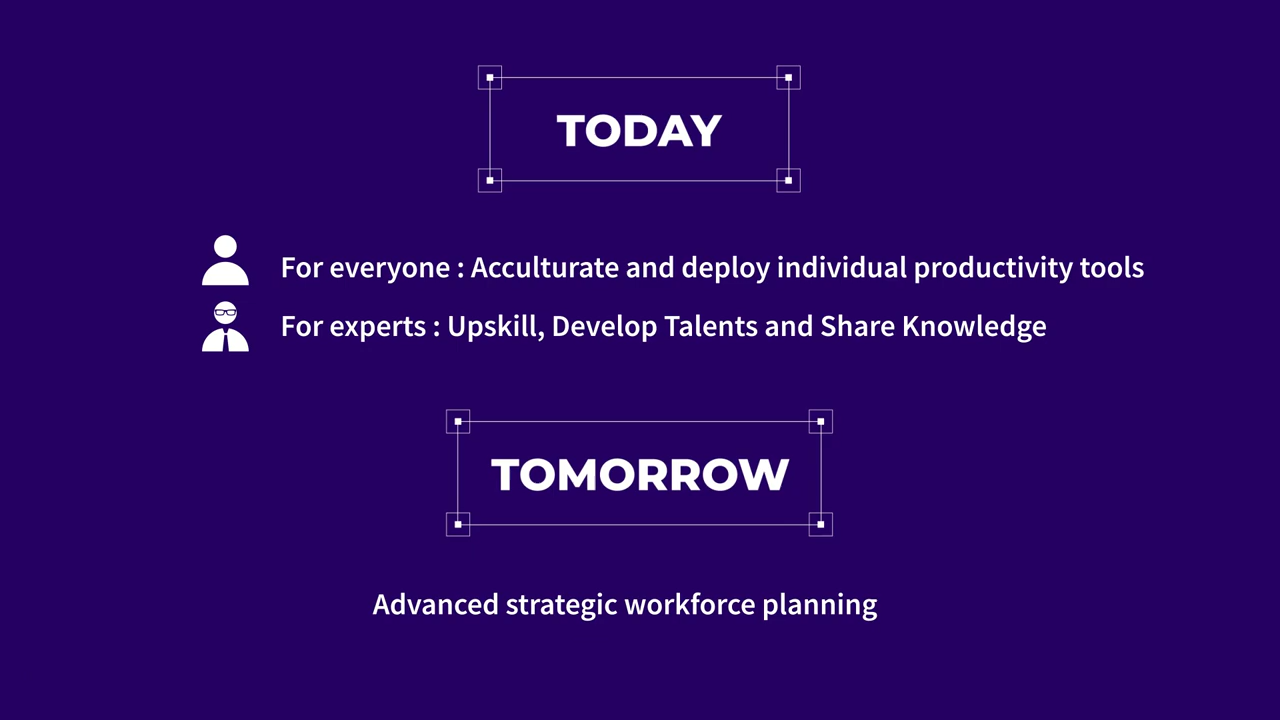 TODAY
For everyone : Acculturate and deploy individual productivity tools
For experts : Upskill, Develop Talents and Share Knowledge
TOMORROW
Advanced strategic workforce planning